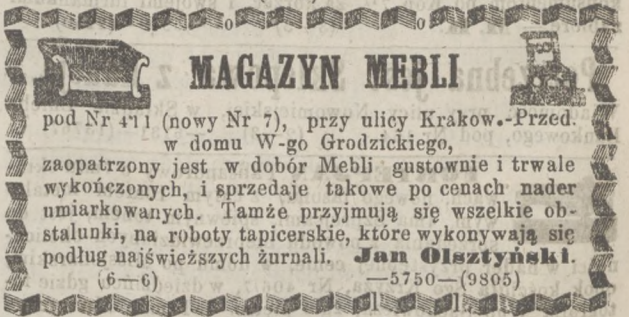 MAGAZYN MEBLI
pod Nr 411 (nowy Nr 7), przy ulicy Krakow.-Przed.
w domu W-go Grodzickiego,
zaopatrzony jest w dobór Mebli gustownie i trwale
wykończonych, i sprzedaje takowe po cenach nader
umiarkowanych. Tamże przyjmują się wszelkie ob-
stalunki, na roboty tapicerskie, które wykonywają się
podług najświeższych żurnali. Jan Olsztyński.
(6—6) —5750—(9805)